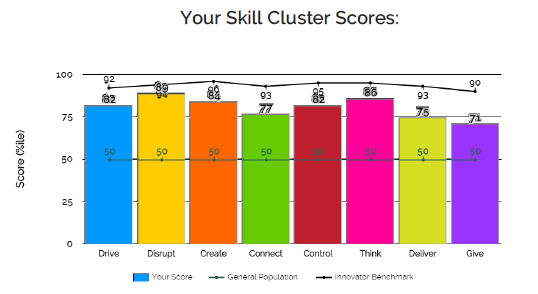 Your Skill Cluster Scores:
Score (%ile)
100
75
50
25
0
92 89 94 96 84 93 77 95 82 86 93 75 90 71
82
50 50 50 50 50 50 50
Drive Disrupt Create Connect Control Think Deliver Give
Your Score General Population Innovator Benchmark